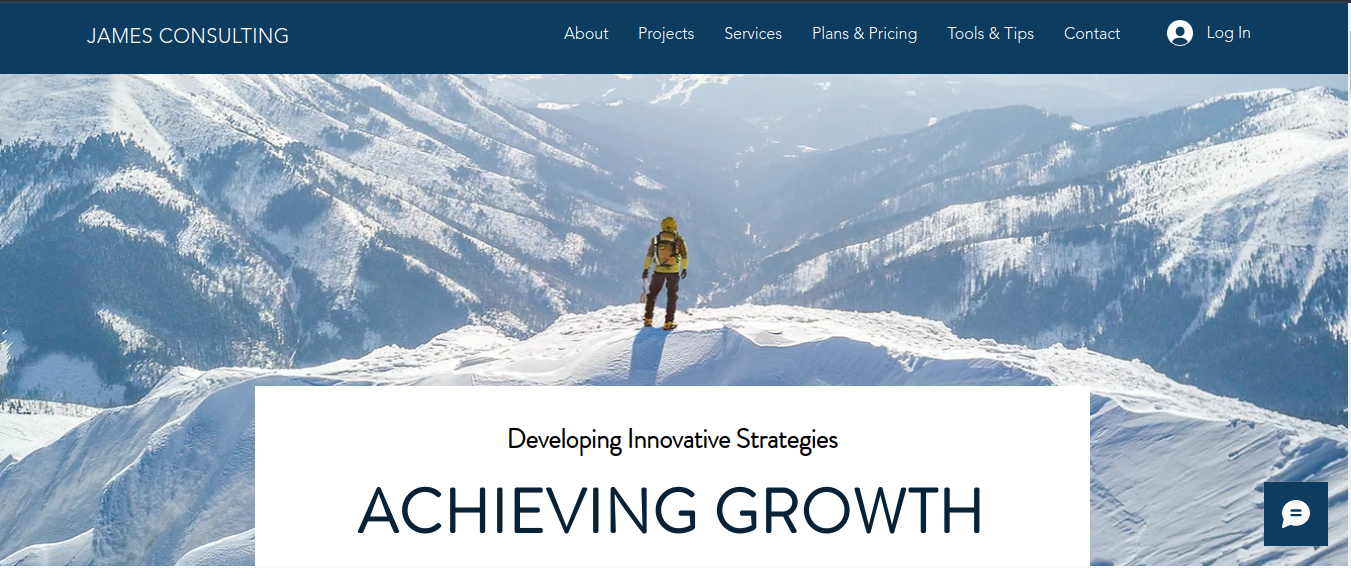 JAMES CONSULTING
About Projects Services Plans & Pricing Tools & Tips Contact Log In
Developing Innovative Strategies
ACHIEVING GROWTH